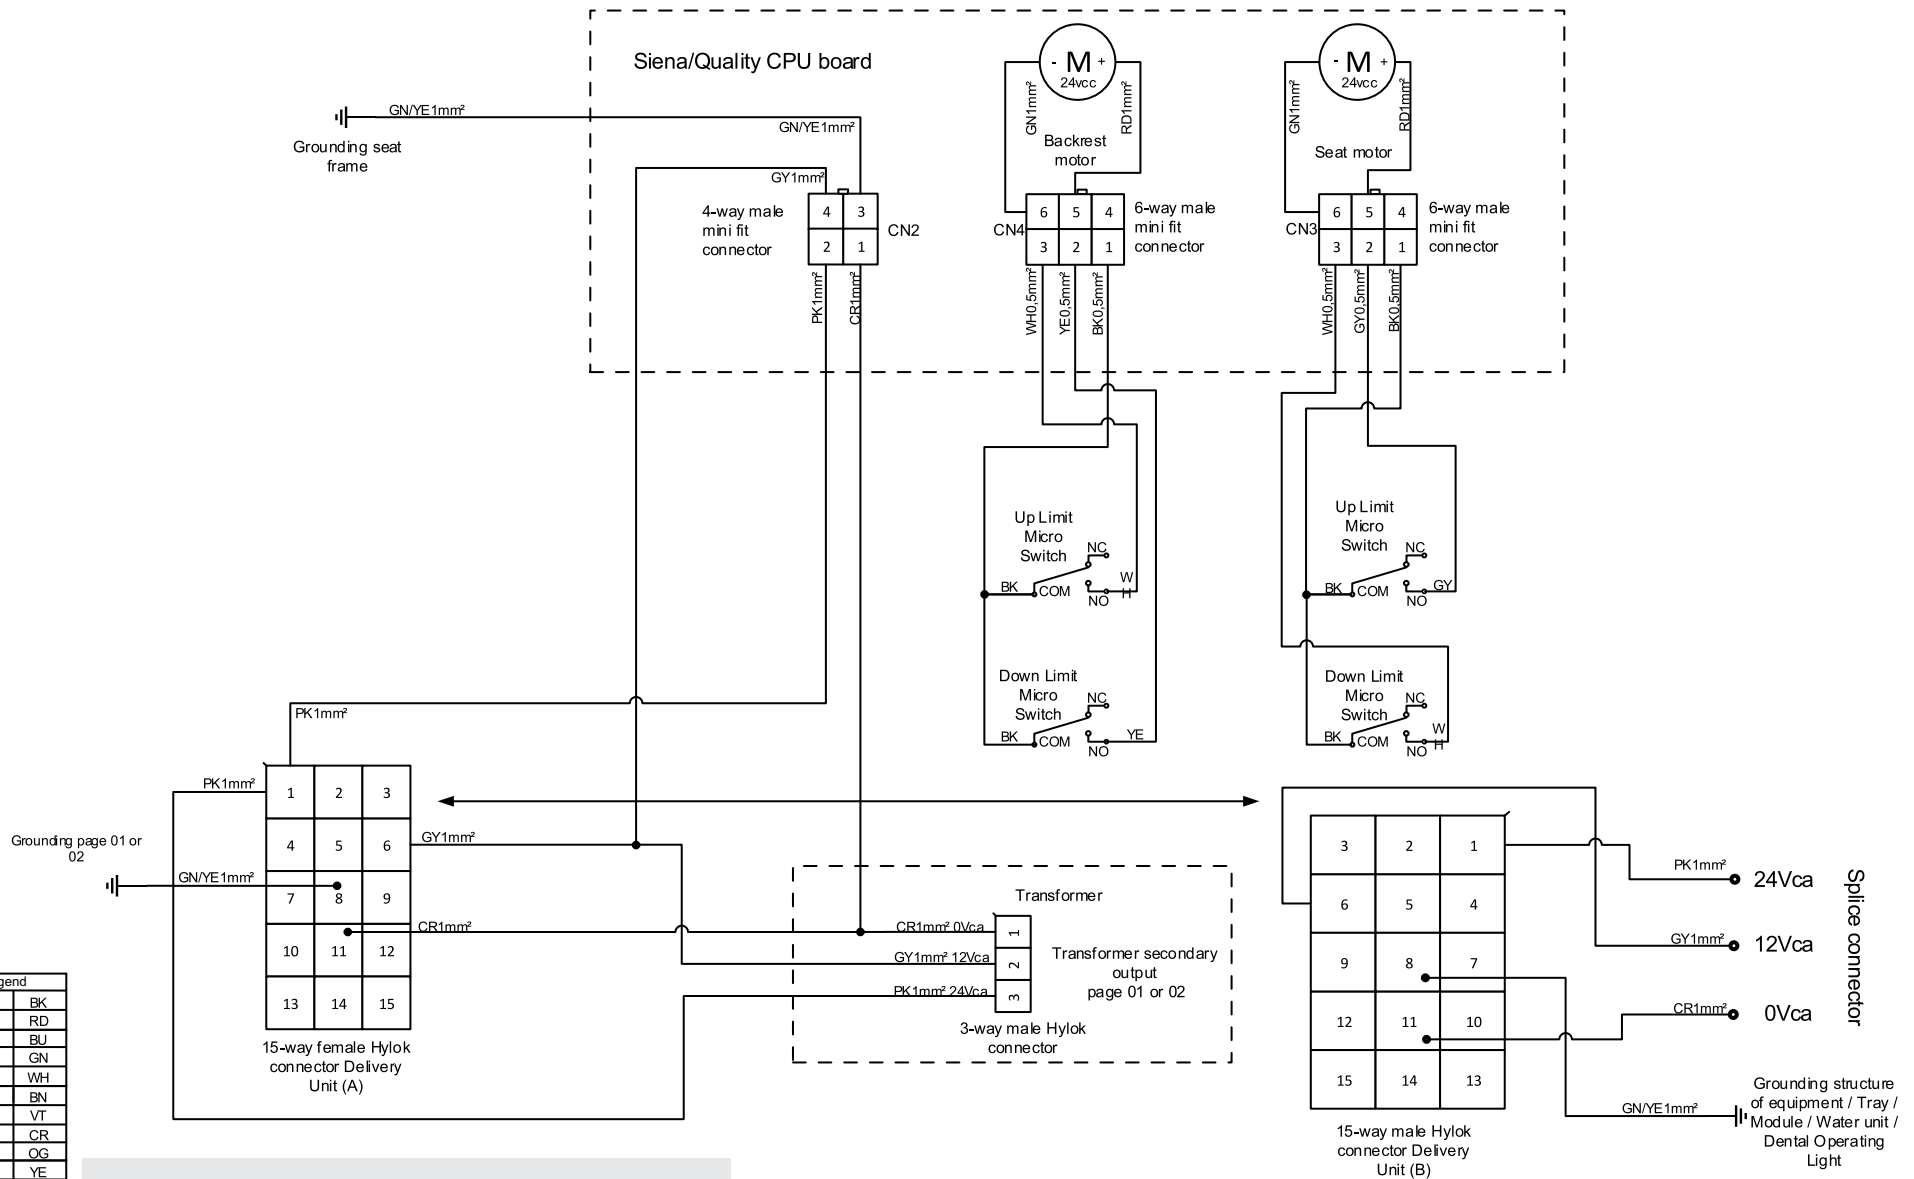 Siena/Quality CPU board
- M +
24vcc
GN1mm²
RD1mm²
Backrest
motor
- M +
24vcc
GN1mm²
RD1mm²
Seat motor
GN/YE1mm²
GN/YE1mm²
Grounding seat
frame
GY1mm²
4-way male
mini fit
connector
4 3
2 1
CN2
PK1mm²
CR1mm²
CN4
6 5 4
3 2 1
6-way male
mini fit
connector
WH0,5mm²
YE0,5mm²
BK0,5mm²
CN3
6 5 4
3 2 1
6-way male
mini fit
connector
WH0,5mm²
GY0,5mm²
BK0,5mm²
Up Limit
Micro
Switch
NC
BK
COM
NO
W
H
Up Limit
Micro
Switch
NC
BK
COM
NO
GY
Down Limit
Micro
Switch
NC
BK
COM
NO
YE
Down Limit
Micro
Switch
NC
BK
COM
NO
W
H
PK1mm²
PK1mm²
1 2 3
4 5 6
7 8 9
10 11 12
13 14 15
GY1mm²
Grounding page 01 or
02
GN/YE1mm²
CR1mm²
15-way female Hylok
connector Delivery
Unit (A)
Transformer
CR1mm² 0Vca
GY1mm² 12Vca
PK1mm² 24Vca
1
2
3
Transformer secondary
output
page 01 or 02
3-way male Hylok
connector
3 2 1
6 5 4
9 8 7
12 11 10
15 14 13
15-way male Hylok
connector Delivery
Unit (B)
PK1mm²
24Vca
GY1mm²
12Vca
CR1mm²
0Vca
Splice connector
GN/YE1mm²
Grounding structure
of equipment / Tray /
Module / Water unit /
Dental Operating
Light
gend
BK
RD
BU
GN
WH
BN
VT
CR
OG
YE